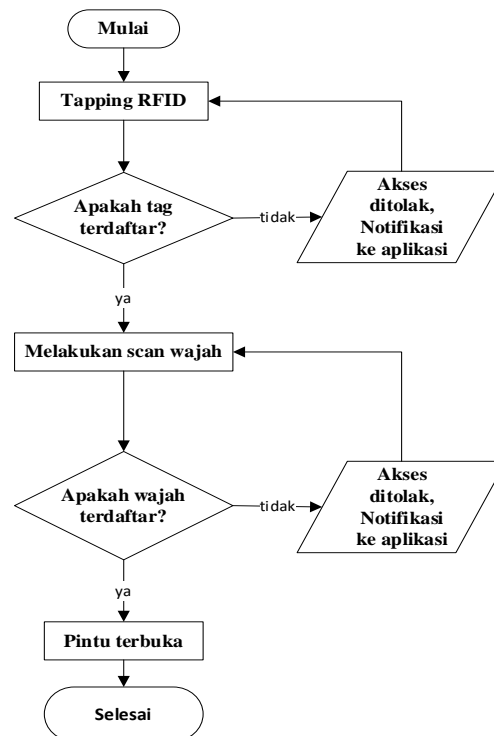 Mulai
Tapping RFID
Apakah tag
terdaftar?
tidak
Akses
ditolak,
Notifikasi
ke aplikasi
ya
Melakukan scan wajah
Apakah wajah
terdaftar?
tidak
Akses
ditolak,
Notifikasi
ke aplikasi
ya
Pintu terbuka
Selesai